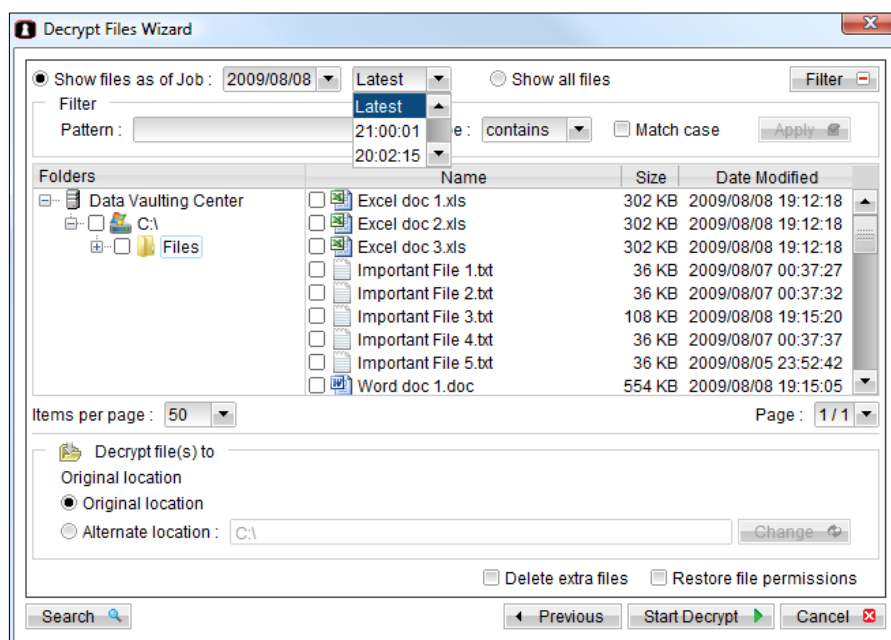 Decrypt Files Wizard
Show files as of Job : 2009/08/08 Latest Show all files Filter
Filter Latest
Pattern : 21:00:01 e : contains Match case Apply
20:02:15
Folders Name Size Date Modified
Data Vaulting Center Excel doc 1.xls 302 KB 2009/08/08 19:12:18
C:\ Excel doc 2.xls 302 KB 2009/08/08 19:12:18
Files Excel doc 3.xls 302 KB 2009/08/08 19:12:18
Important File 1.txt 36 KB 2009/08/07 00:37:27
Important File 2.txt 36 KB 2009/08/07 00:37:32
Important File 3.txt 108 KB 2009/08/08 19:15:20
Important File 4.txt 36 KB 2009/08/07 00:37:37
Important File 5.txt 36 KB 2009/08/05 23:52:42
Word doc 1.doc 554 KB 2009/08/08 19:15:05
Items per page : 50 Page : 1 / 1
Decrypt file(s) to
Original location
Original location
Alternate location : C:\ Change
Delete extra files Restore file permissions
Search Previous Start Decrypt Cancel